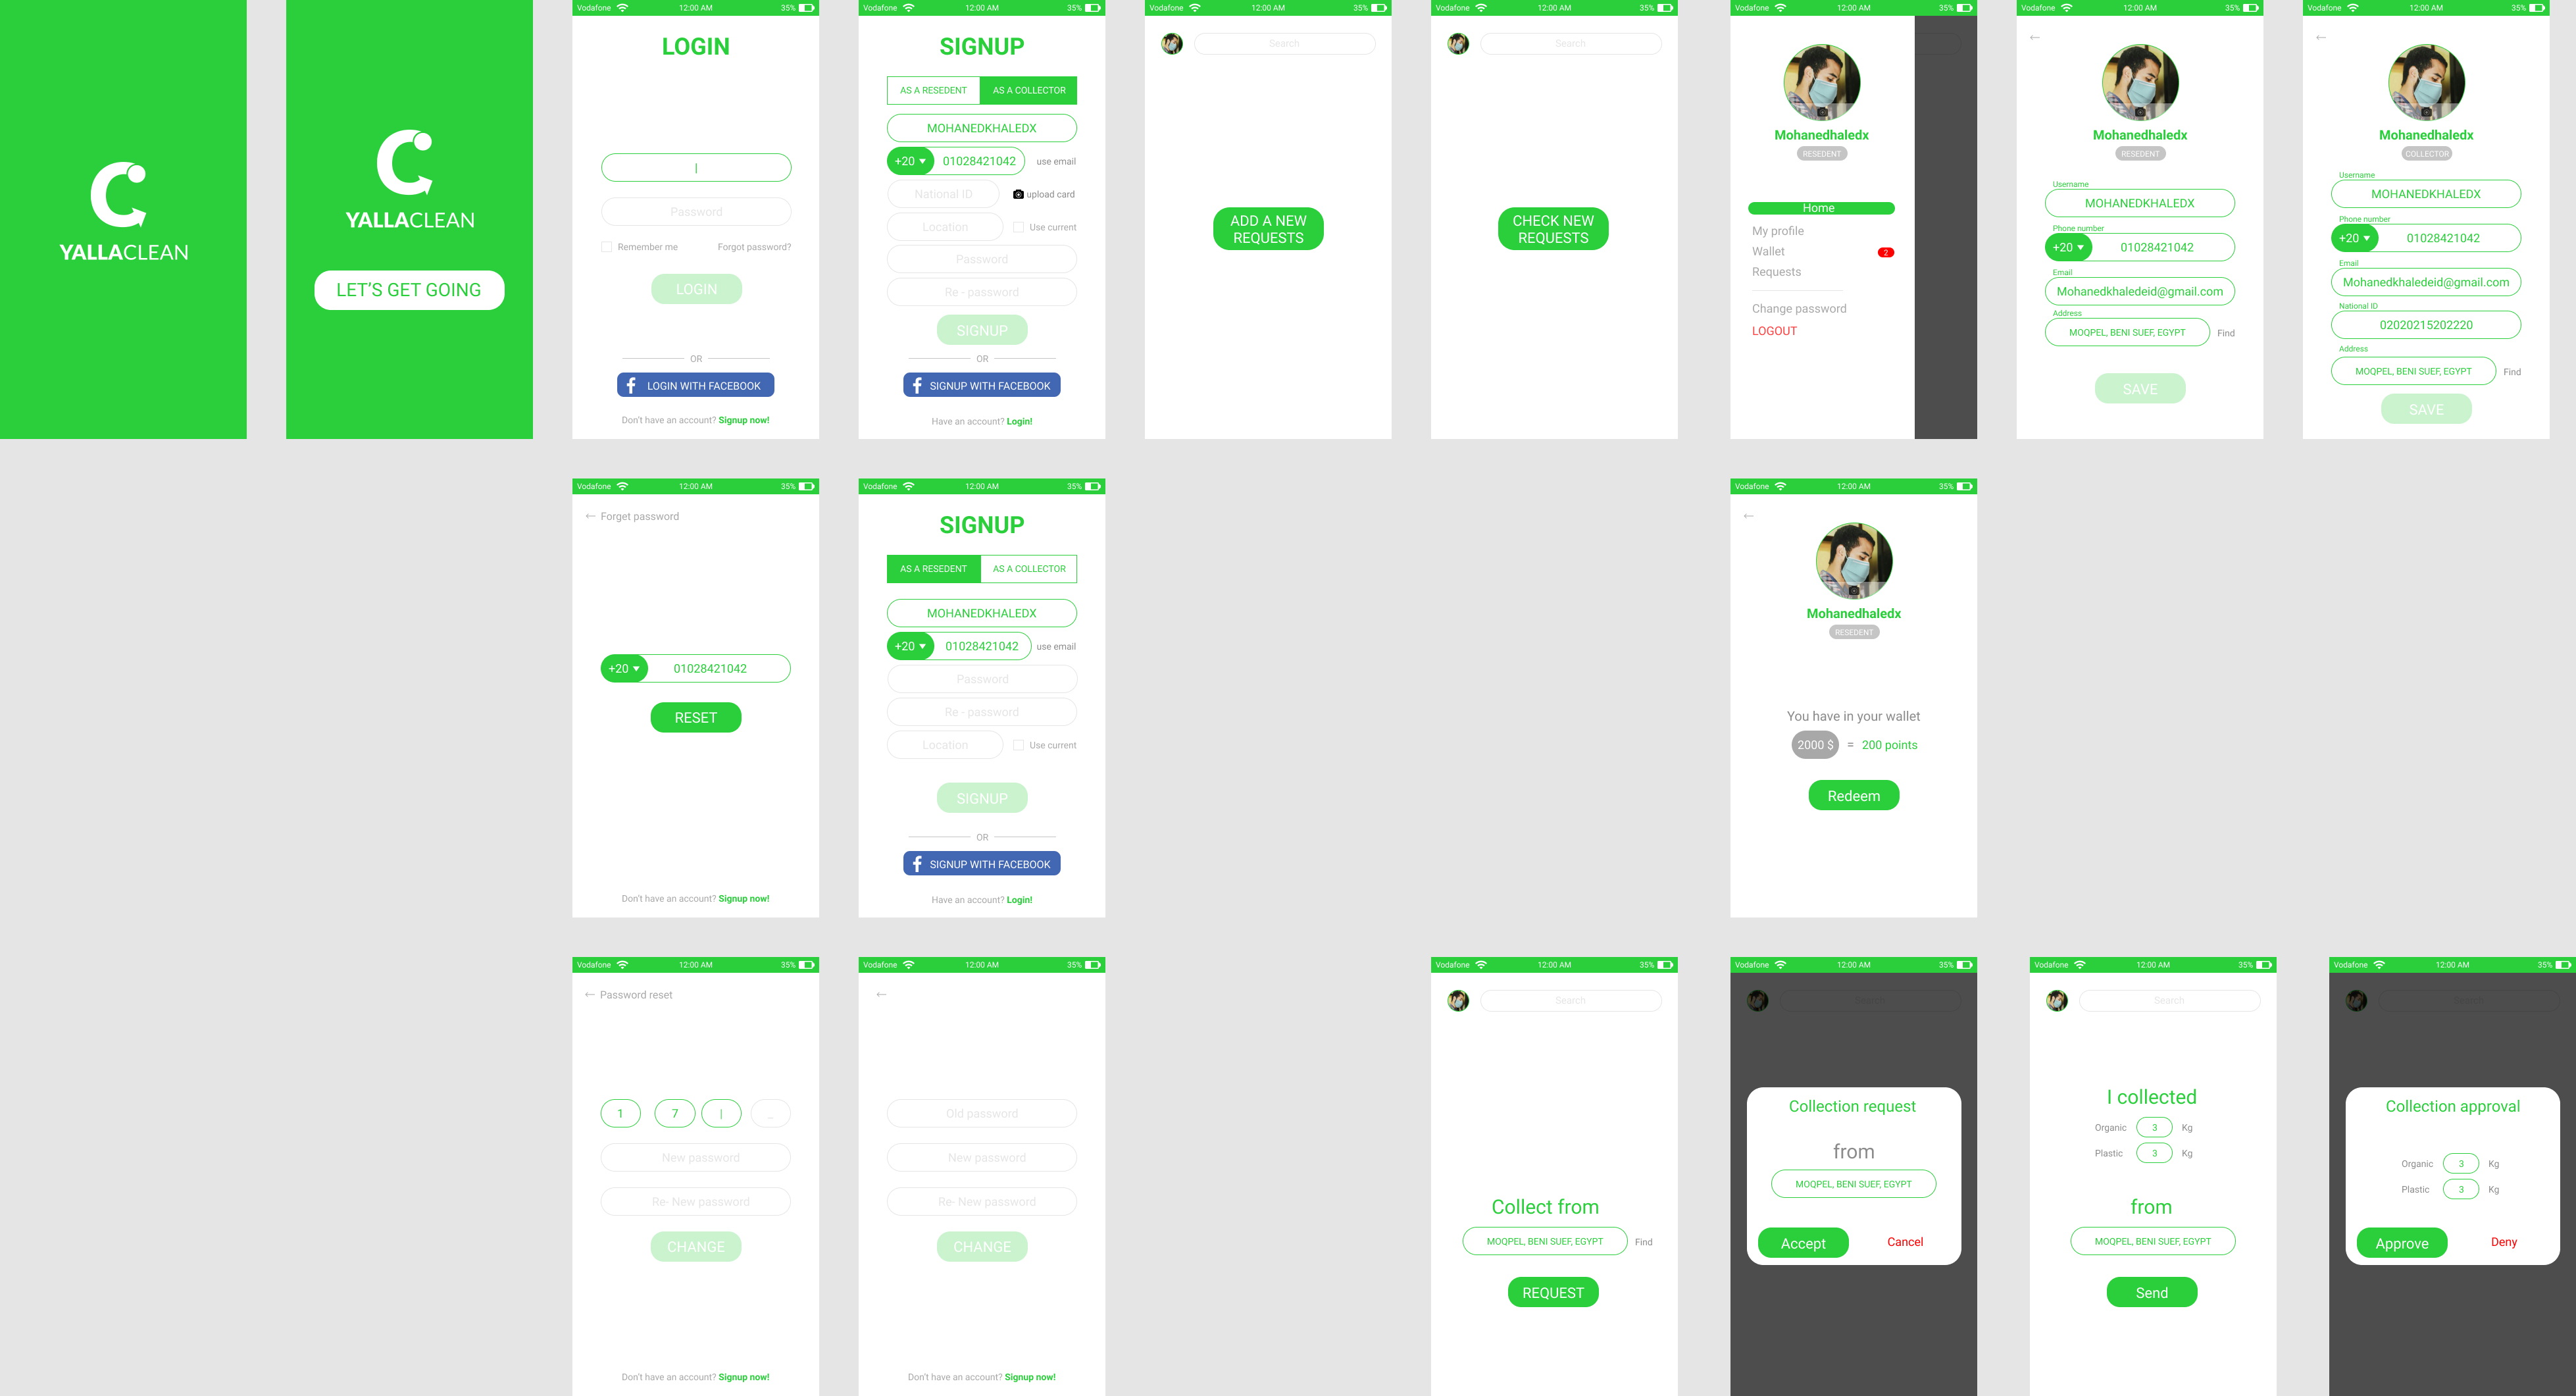 YALLACLEAN
YALLACLEAN
LET'S GET GOING
Vodafone 12:00 AM 35%
LOGIN
Password
Remember me Forgot password?
LOGIN
OR
LOGIN WITH FACEBOOK
Don't have an account? Signup now!
Vodafone 12:00 AM 35%
SIGNUP
AS A RESEDENT AS A COLLECTOR
MOHANEDKHALEDX
+20 01028421042 use email
National ID upload card
Location Use current
Password
Re - password
SIGNUP
OR
SIGNUP WITH FACEBOOK
Have an account? Login!
Vodafone 12:00 AM 35%
Search
ADD A NEW
REQUESTS
Vodafone 12:00 AM 35%
Search
CHECK NEW
REQUESTS
Vodafone 12:00 AM 35%
Mohanedhaledx
RESEDENT
Home
My profile
Wallet 2
Requests
Change password
LOGOUT
Vodafone 12:00 AM 35%
Mohanedhaledx
RESEDENT
Username
MOHANEDKHALEDX
Phone number
+20 01028421042
Email
Mohanedkhaledeid@gmail.com
Address
MOQPEL, BENI SUEF, EGYPT Find
SAVE
Vodafone 12:00 AM 35%
Mohanedhaledx
COLLECTOR
Username
MOHANEDKHALEDX
Phone number
+20 01028421042
Email
Mohanedkhaledeid@gmail.com
National ID
02020215202220
Address
MOQPEL, BENI SUEF, EGYPT Find
SAVE
Vodafone 12:00 AM 35%
Forget password
+20 01028421042
RESET
Don't have an account? Signup now!
Vodafone 12:00 AM 35%
SIGNUP
AS A RESEDENT AS A COLLECTOR
MOHANEDKHALEDX
+20 01028421042 use email
Password
Re - password
Location Use current
SIGNUP
OR
SIGNUP WITH FACEBOOK
Have an account? Login!
Vodafone 12:00 AM 35%
Mohanedhaledx
RESEDENT
You have in your wallet
2000 $ = 200 points
Redeem
Vodafone 12:00 AM 35%
Password reset
1 7 | _
New password
Re- New password
CHANGE
Don't have an account? Signup now!
Vodafone 12:00 AM 35%
Old password
New password
Re- New password
CHANGE
Don't have an account? Signup now!
Vodafone 12:00 AM 35%
Search
Collect from
MOQPEL, BENI SUEF, EGYPT Find
REQUEST
Vodafone 12:00 AM 35%
Search
Collection request
from
MOQPEL, BENI SUEF, EGYPT
Accept Cancel
Vodafone 12:00 AM 35%
Search
I collected
Organic 3 Kg
Plastic 3 Kg
from
MOQPEL, BENI SUEF, EGYPT
Send
Vodafone 12:00 AM 35%
Search
Collection approval
Organic 3 Kg
Plastic 3 Kg
Approve Deny